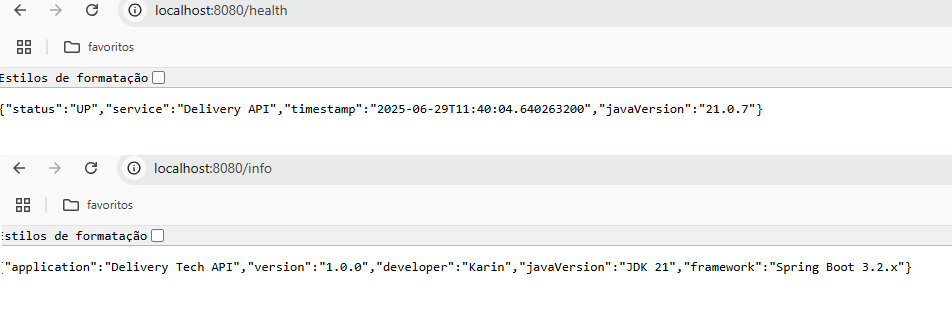 localhost:8080/health
favoritos
Estilos de formatação
{"status":"UP","service":"Delivery API","timestamp":"2025-06-29T11:40:04.640263200","javaVersion":"21.0.7"}
localhost:8080/info
favoritos
Estilos de formatação
{"application":"Delivery Tech API","version":"1.0.0","developer":"Karin","javaVersion":"JDK 21","framework":"Spring Boot 3.2.x"}